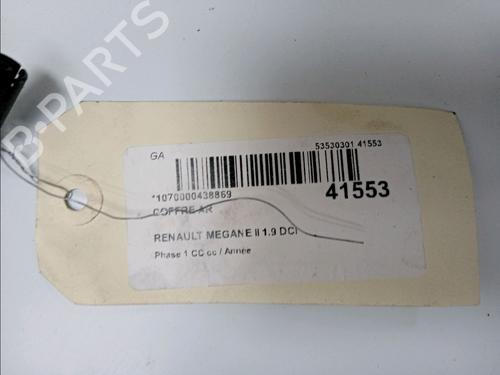 GA
53530301 41553
*1070000438869
41553
COFFRE AR
RENAULT MEGANE II 1.9 DCI
Phase 1 CC cc / Année
B-PARTS